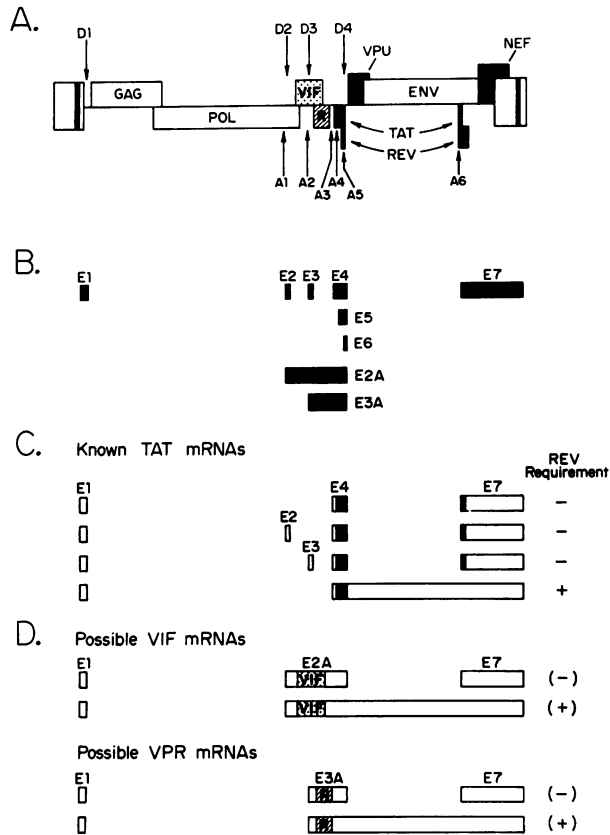 A.
D1 D2 D3 D4
VPU
NEF
GAG
VIF
ENV
POL
TAT
REV
A1 A2 A3 A4 A5 A6
B.
E1 E2 E3 E4 E7
E5
E6
E2A
E3A
C. Known TAT mRNAs
REV
Requirement
E1 E4 E7
−
E2
−
E3
−
+
D. Possible VIF mRNAs
E1 E2A E7
VIF (−)
VIF (+)
Possible VPR mRNAs
E1 E3A E7
(−)
(+)